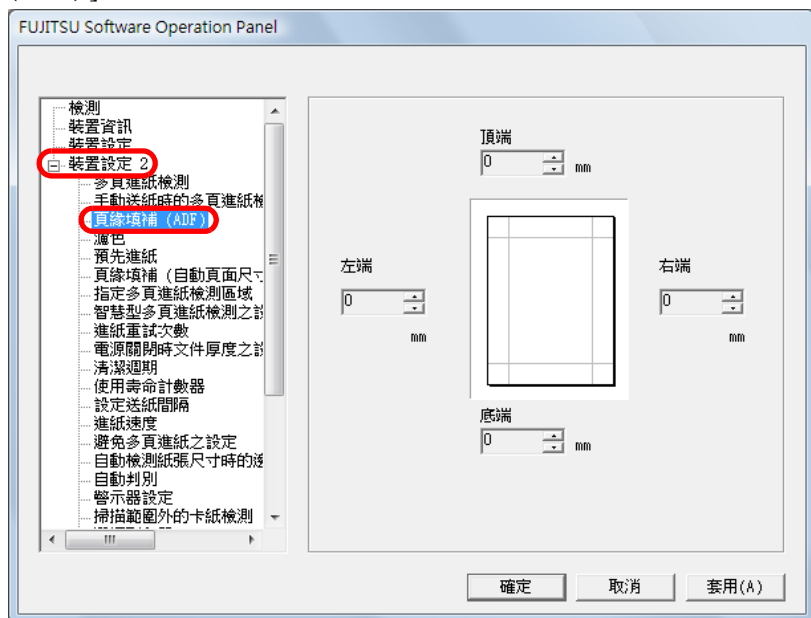 FUJITSU Software Operation Panel
檢測
裝置資訊
裝置設定
裝置設定 2
多頁進紙檢測
手動送紙時的多頁進紙檢
頁緣填補 (ADF)
濾色
預先進紙
頁緣填補 (自動頁面尺寸
指定多頁進紙檢測區域
智慧型多頁進紙檢測之設
進紙重試次數
電源關閉時文件厚度之設
清潔週期
使用壽命計數器
設定送紙間隔
進紙速度
避免多頁進紙之設定
自動檢測紙張尺寸時的邊
自動判別
警示器設定
掃描範圍外的卡紙檢測
頂端
0 mm
左端
0
mm
右端
0
mm
底端
0 mm
確定 取消 套用(A)